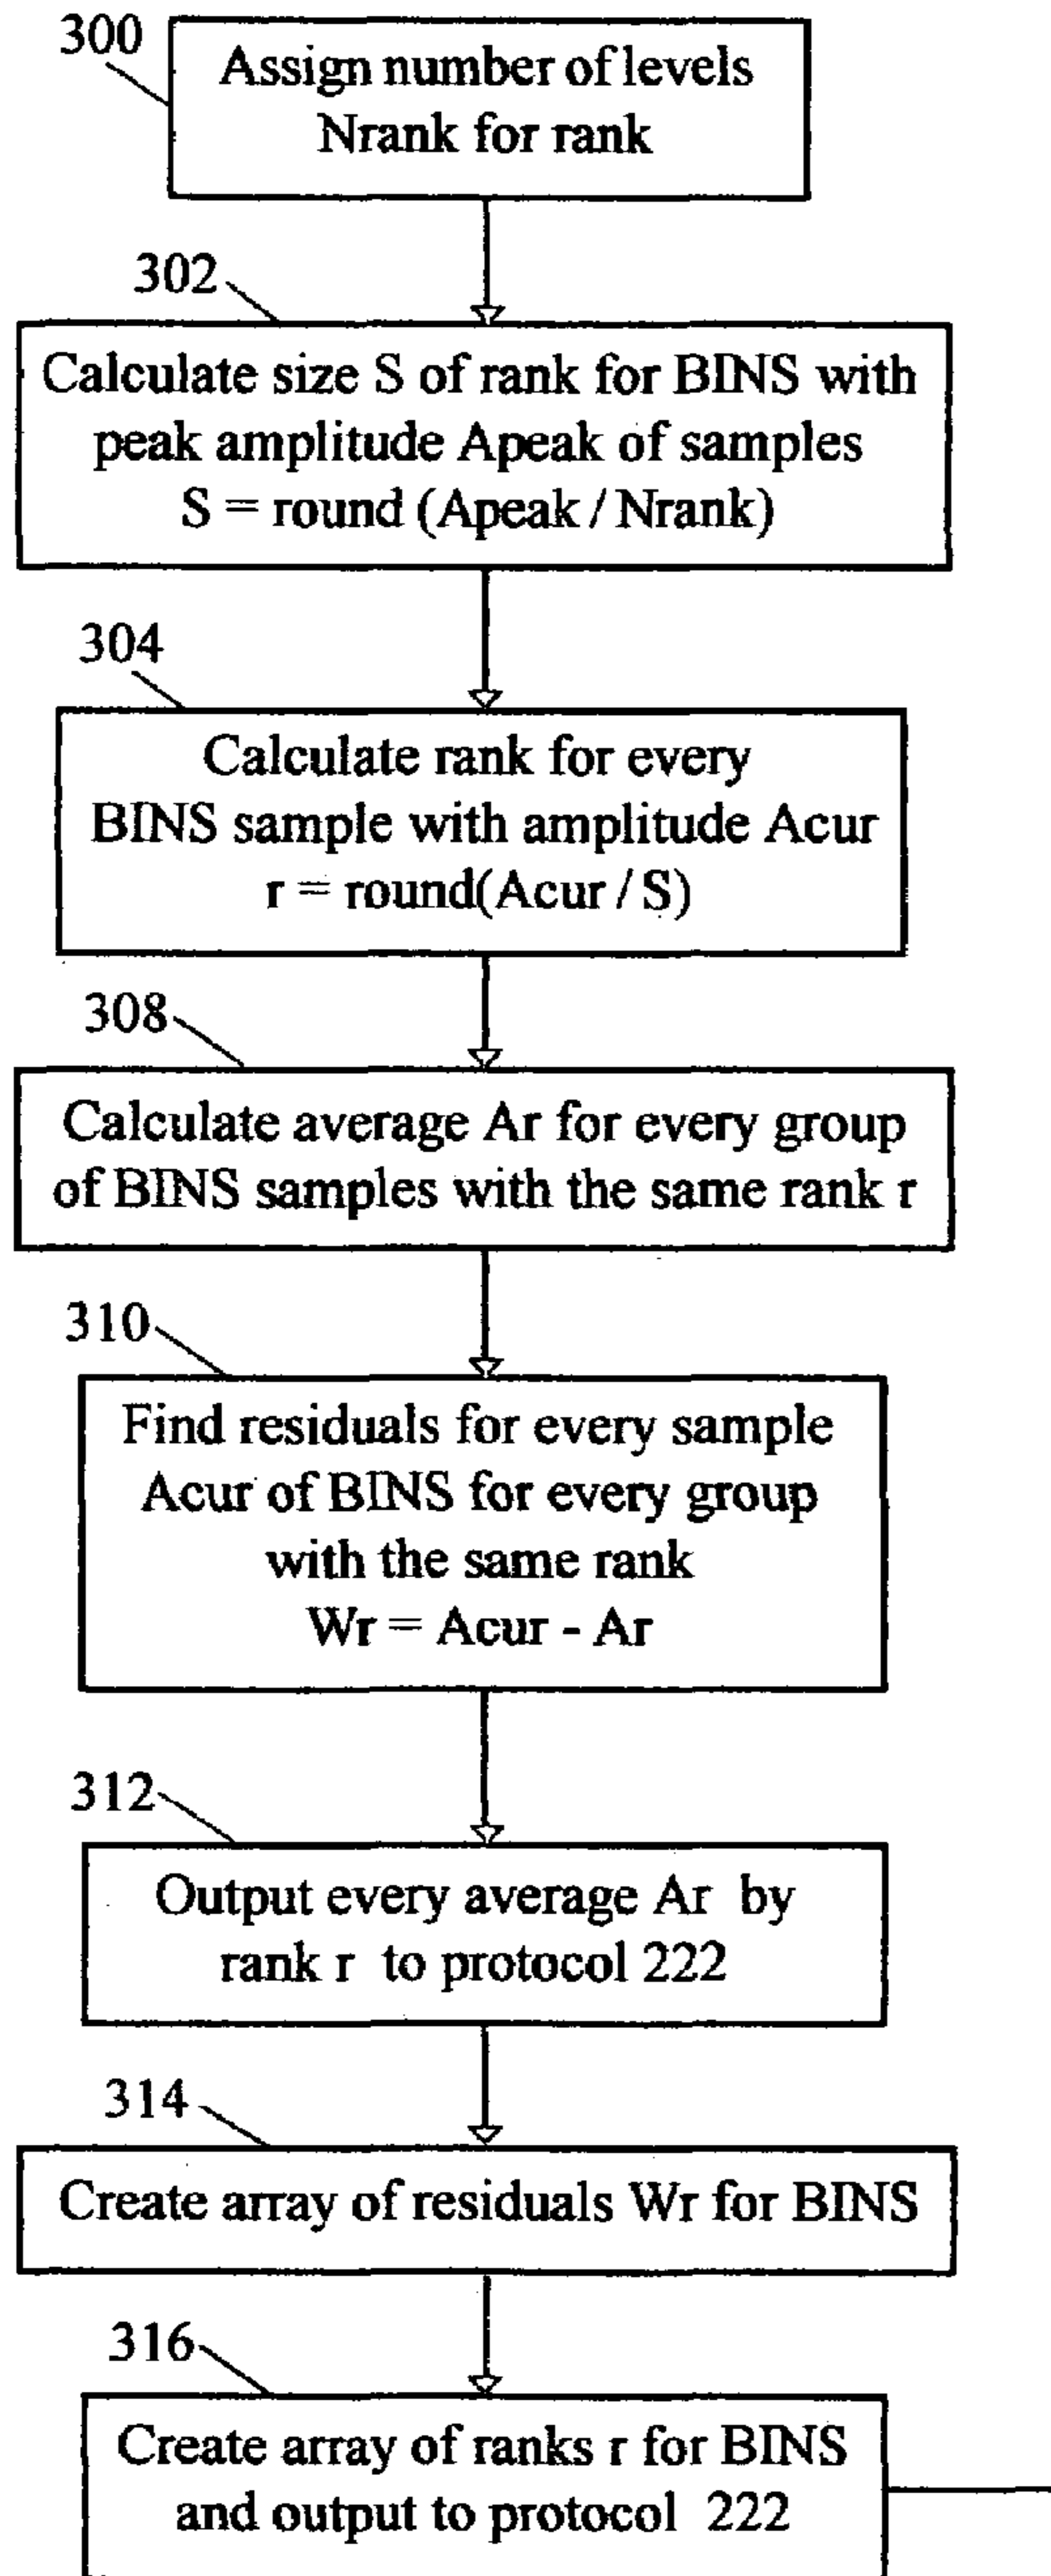 300
Assign number of levels
Nrank for rank
302
Calculate size S of rank for BINS with
peak amplitude Apeak of samples
S = round (Apeak / Nrank)
304
Calculate rank for every
BINS sample with amplitude Acur
r = round(Acur / S)
308
Calculate average Ar for every group
of BINS samples with the same rank r
310
Find residuals for every sample
Acur of BINS for every group
with the same rank
Wr = Acur - Ar
312
Output every average Ar by
rank r to protocol 222
314
Create array of residuals Wr for BINS
316
Create array of ranks r for BINS
and output to protocol 222